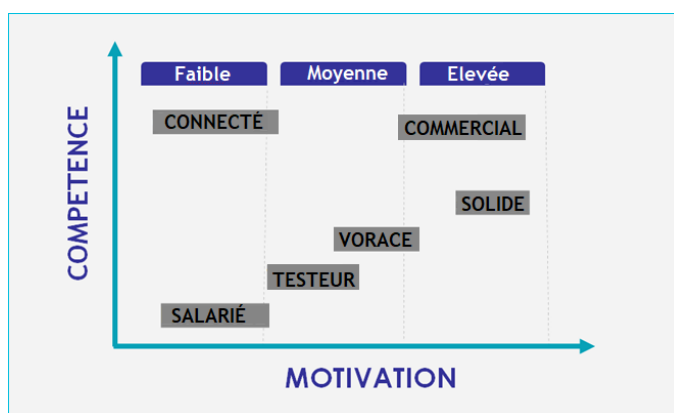 Faible
Moyenne
Elevée
CONNECTÉ
COMMERCIAL
SOLIDE
VORACE
TESTEUR
SALARIÉ
COMPETENCE
MOTIVATION